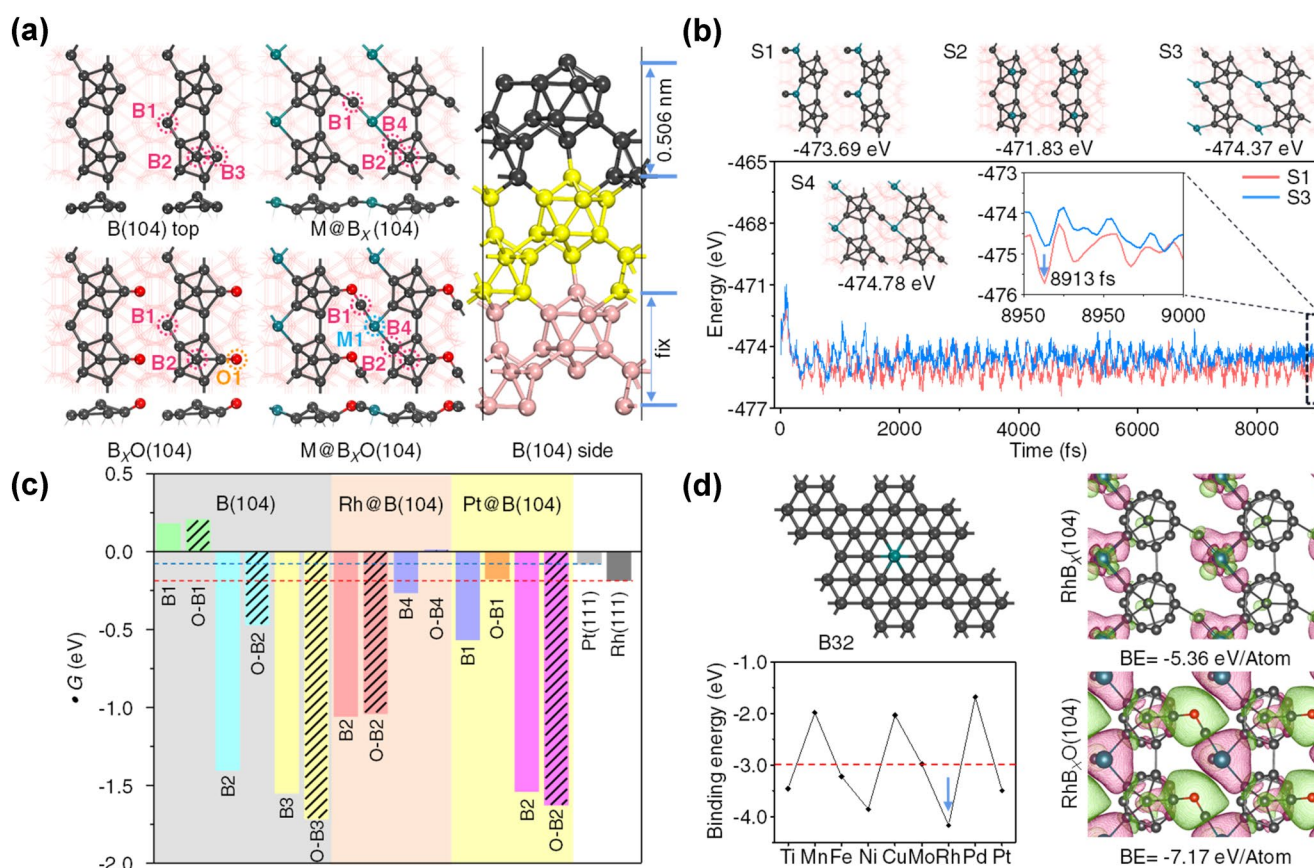 (a)
B1
B2
B3
B(104) top
B1
B4
B2
M@BX(104)
B1
B2
O1
BXO(104)
B1
B4
M1
B2
M@BXO(104)
0.506 nm
fix
B(104) side
(b)
S1
-473.69 eV
S2
-471.83 eV
S3
-474.37 eV
S4
-474.78 eV
S1
S3
Energy (eV)
-465
-468
-471
-474
-477
0
2000
4000
6000
8000
Time (fs)
-473
-474
-475
-476
8913 fs
8950
8950
9000
(c)
• G (eV)
0.5
0.0
-0.5
-1.0
-1.5
-2.0
B(104)
Rh@B(104)
Pt@B(104)
B1
O-B1
B2
O-B2
B3
O-B3
B2
O-B2
B4
O-B4
B1
O-B1
B2
O-B2
Pt(111)
Rh(111)
(d)
B32
Binding energy (eV)
-1.0
-2.0
-3.0
-4.0
Ti Mn Fe Ni Cu Mo Rh Pd Pt
RhBX(104)
BE= -5.36 eV/Atom
RhBXO(104)
BE= -7.17 eV/Atom